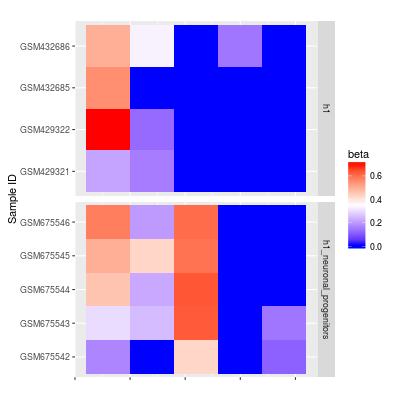 GSM432686
GSM432685
GSM429322
GSM429321
h1
GSM675546
GSM675545
GSM675544
GSM675543
GSM675542
h1_neuronal_progenitors
Sample ID
beta
0.6
0.4
0.2
0.0